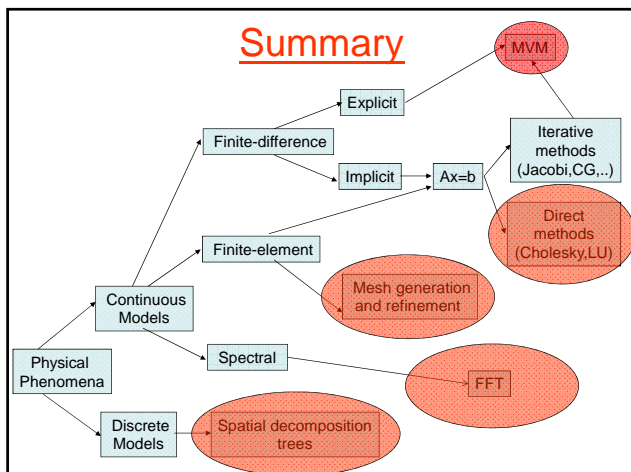 Summary
MVM
Explicit
Finite-difference
Iterative
methods
(Jacobi,CG,..)
Implicit
Ax=b
Direct
methods
(Cholesky,LU)
Finite-element
Mesh generation
and refinement
Continuous
Models
Physical
Phenomena
Spectral
FFT
Discrete
Models
Spatial decomposition
trees